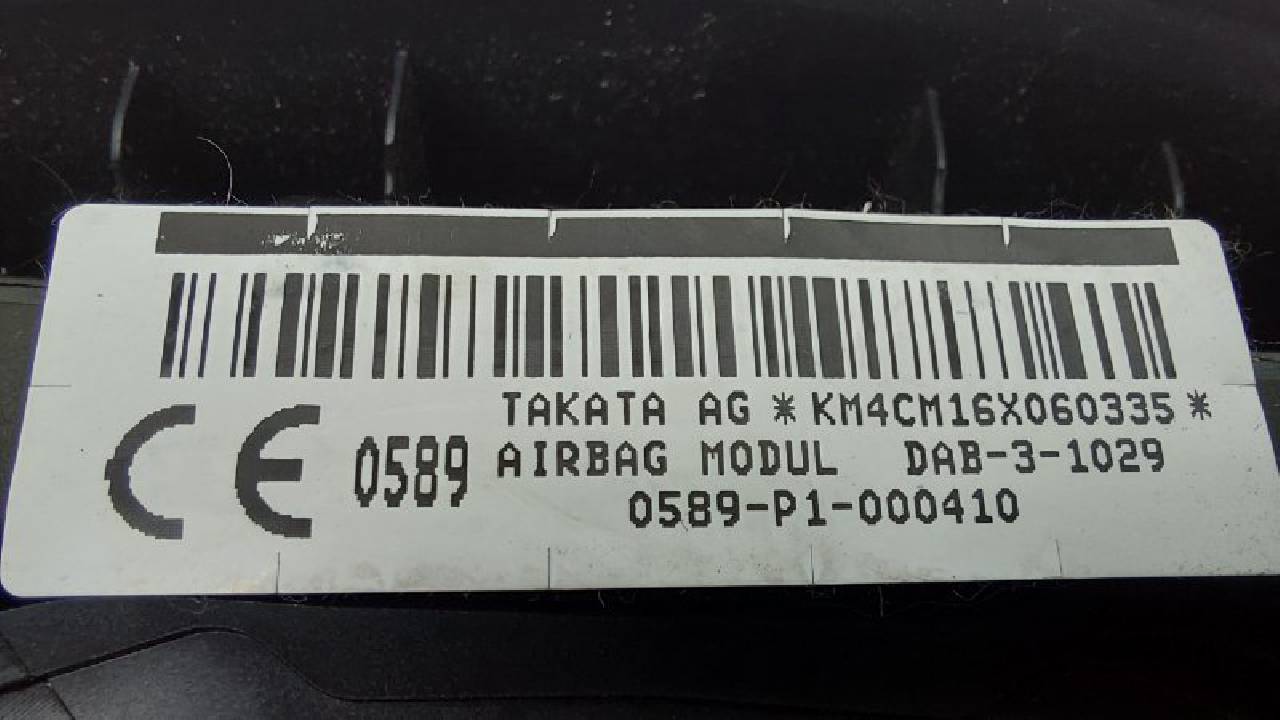 TAKATA AG *KM4CM16X060335*
CE 0589 AIRBAG MODUL DAB-3-1029
0589-P1-000410